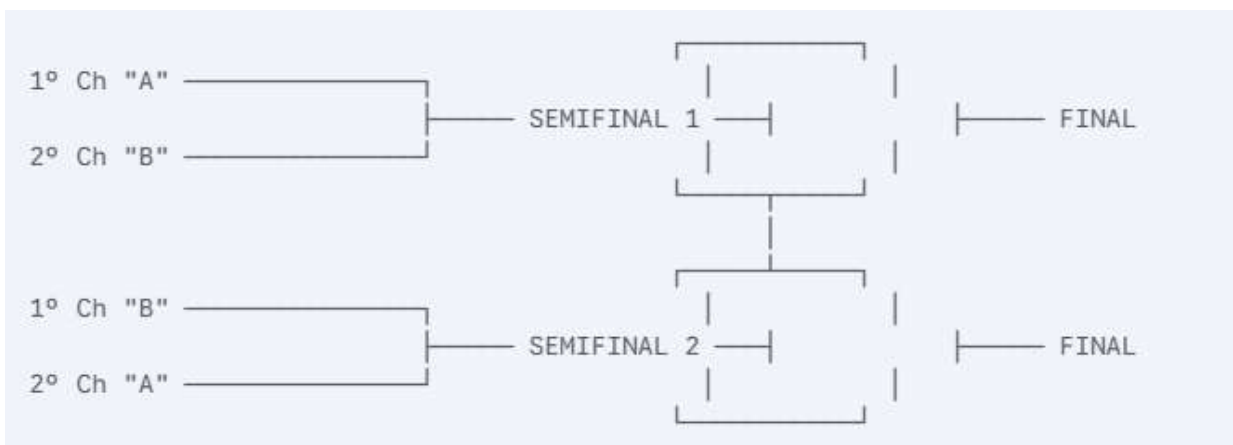 1º Ch "A"
SEMIFINAL 1 FINAL
2º Ch "B"
1º Ch "B"
SEMIFINAL 2 FINAL
2º Ch "A"